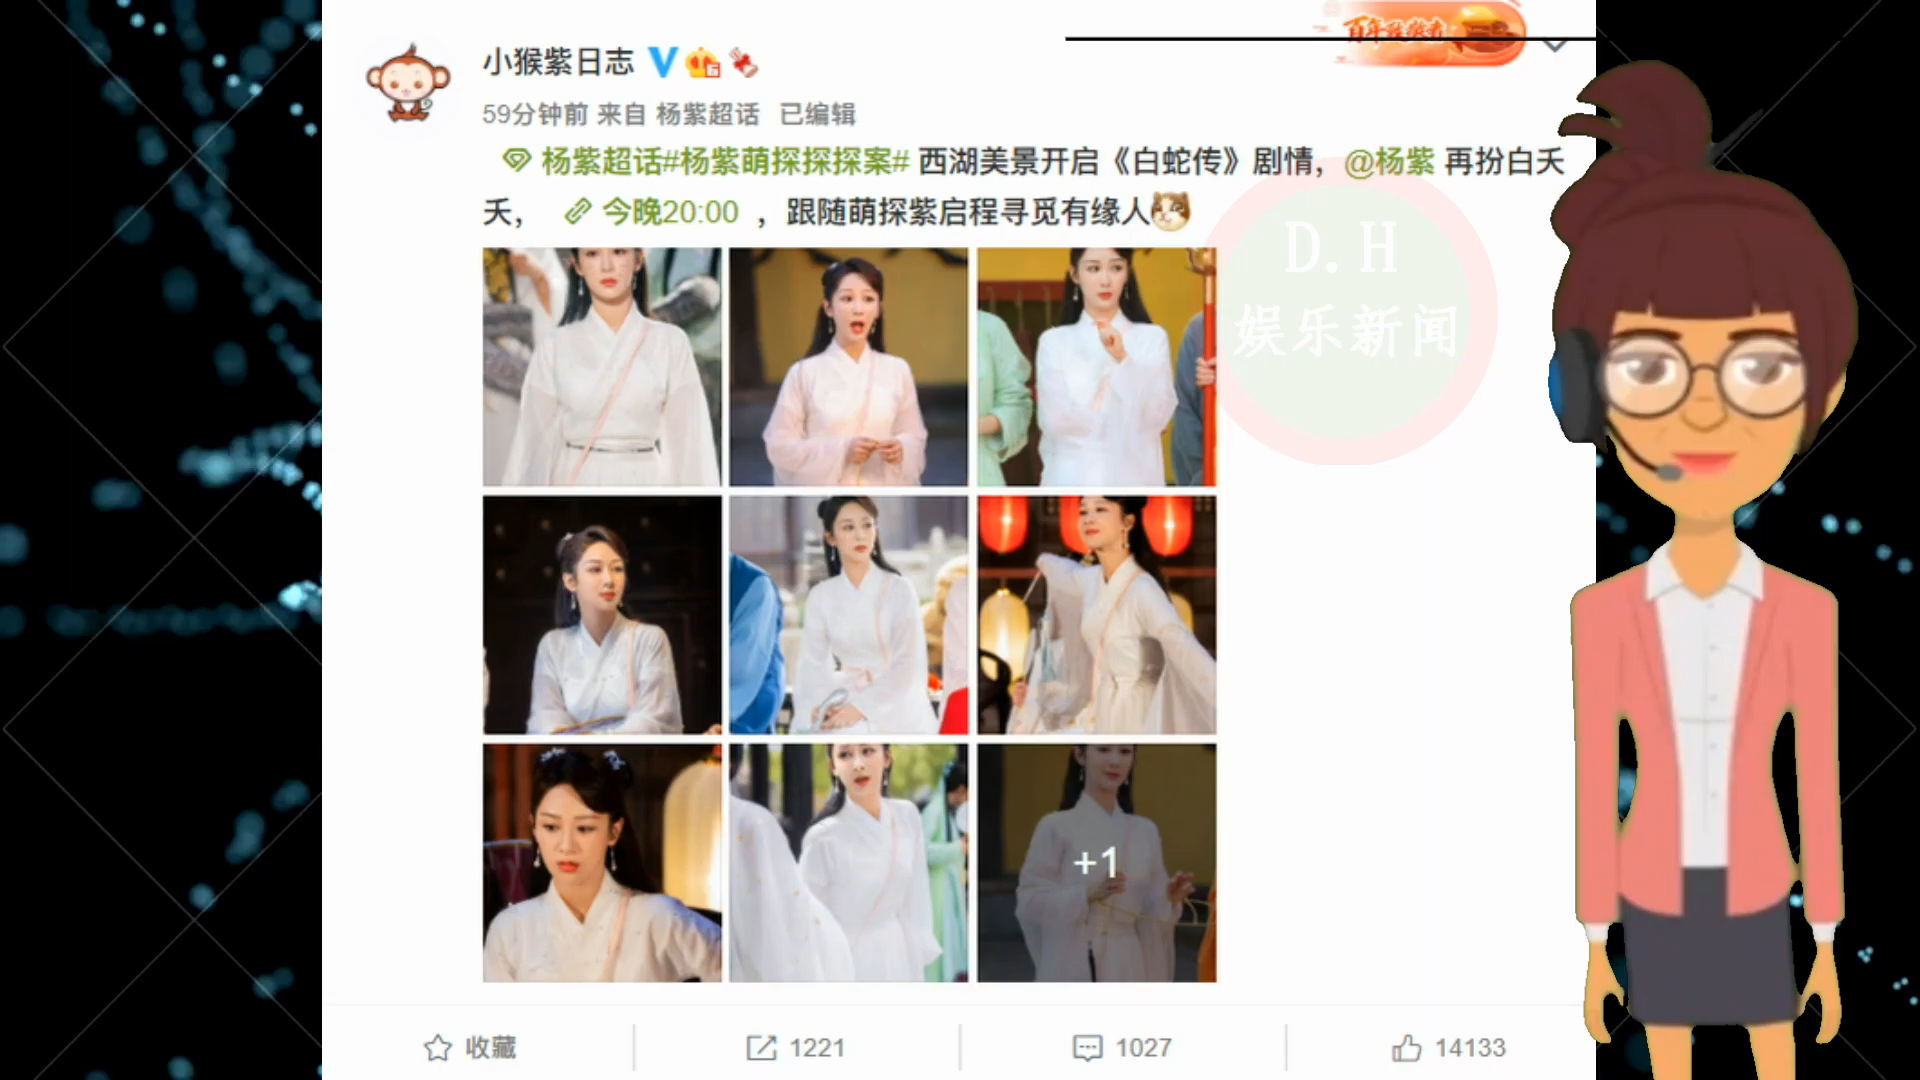 小猴紫日志
59分钟前 来自 杨紫超话 已编辑
杨紫超话#杨紫萌探探探案# 西湖美景开启《白蛇传》剧情，@杨紫 再扮白夭
夭， 今晚20:00 ，跟随萌探紫启程寻觅有缘人
D.H
娱乐新闻
+1
收藏
1221
1027
14133